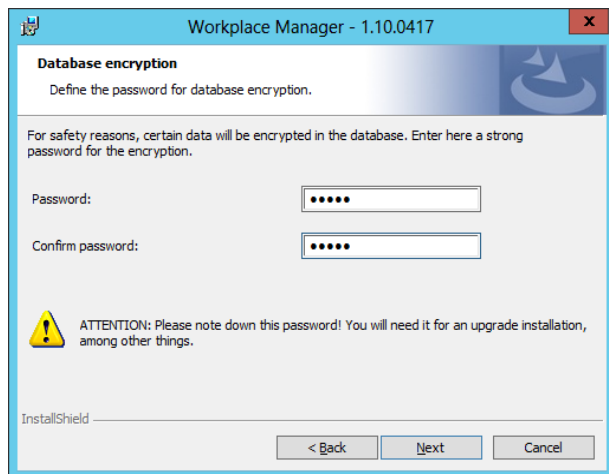 Workplace Manager - 1.10.0417
x
Database encryption
Define the password for database encryption.
For safety reasons, certain data will be encrypted in the database. Enter here a strong
password for the encryption.
Password:
•••••
Confirm password:
•••••
ATTENTION: Please note down this password! You will need it for an upgrade installation,
among other things.
InstallShield
< Back
Next
Cancel